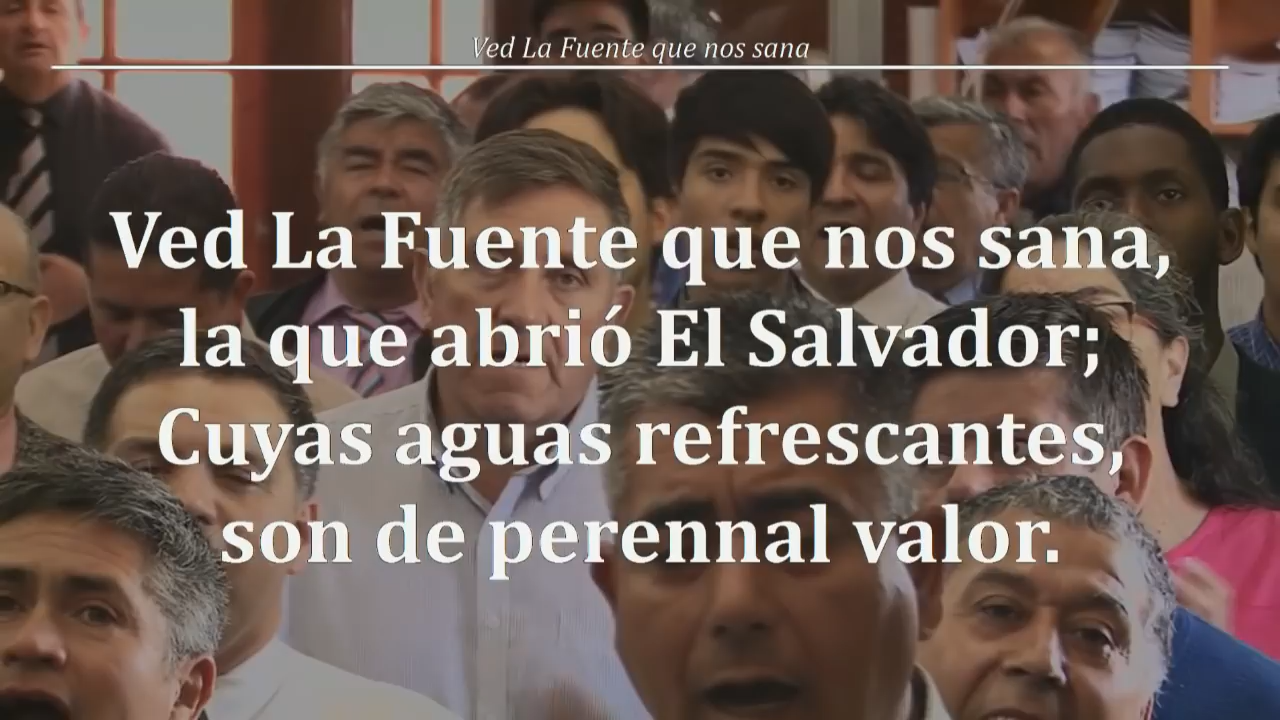 Ved La Fuente que nos sana
Ved La Fuente que nos sana,
la que abrió El Salvador;
Cuyas aguas refrescantes,
son de perennal valor.